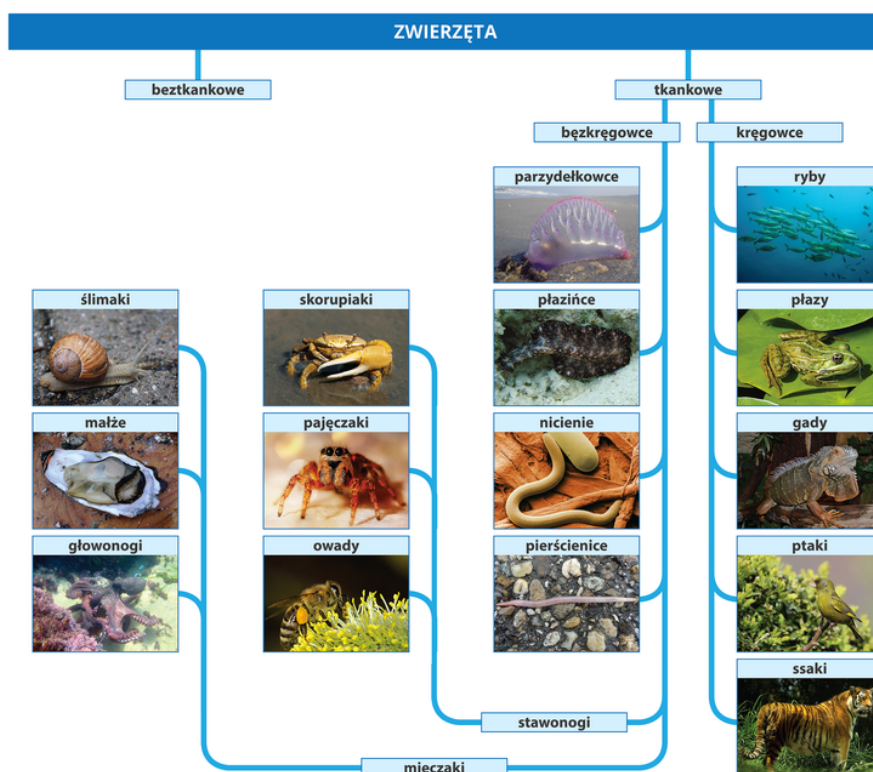 ZWIERZĘTA
beztkankowe
tkankowe
bęzkręgowce
kręgowce
parzydełkowce
ryby
ślimaki
skorupiaki
płazińce
płazy
małże
pajęczaki
nicienie
gady
głowonogi
owady
pierścienice
ptaki
ssaki
stawonogi
mięczaki